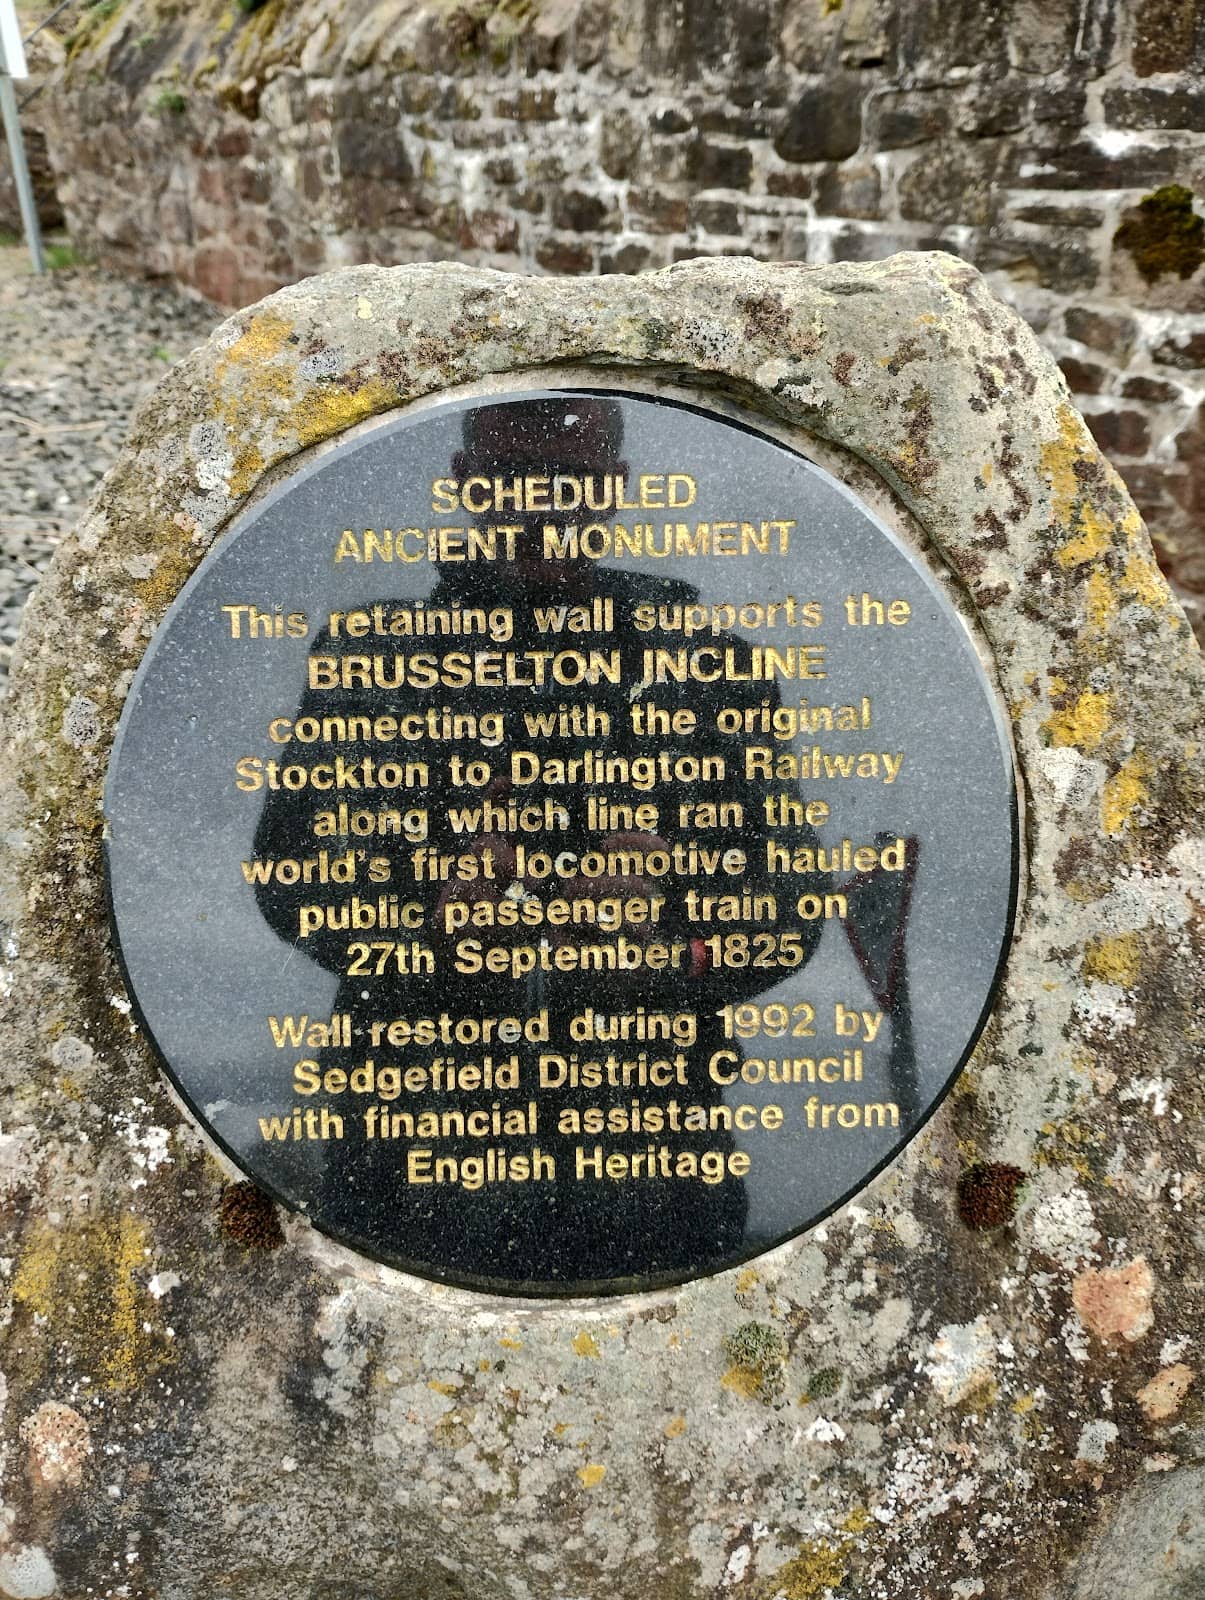 SCHEDULED
ANCIENT MONUMENT
This retaining wall supports the
BRUSSELTON INCLINE
connecting with the original
Stockton to Darlington Railway
along which line ran the
world's first locomotive hauled
public passenger train on
27th September 1825
Wall restored during 1992 by
Sedgefield District Council
with financial assistance from
English Heritage